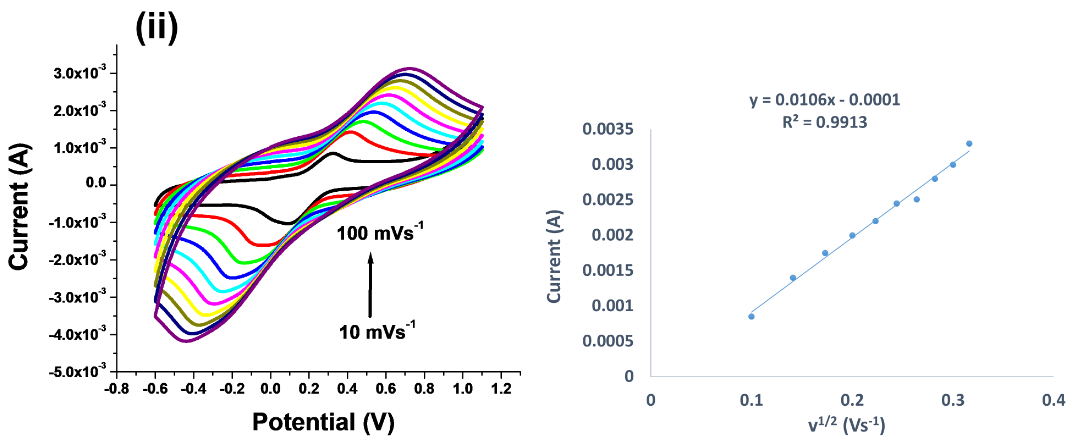 (ii)
3.0x10⁻³
2.0x10⁻³
1.0x10⁻³
0.0
-1.0x10⁻³
-2.0x10⁻³
-3.0x10⁻³
-4.0x10⁻³
-5.0x10⁻³
Current (A)
100 mVs⁻¹
10 mVs⁻¹
-0.8 -0.6 -0.4 -0.2 0.0 0.2 0.4 0.6 0.8 1.0 1.2
Potential (V)
y = 0.0106x - 0.0001
R² = 0.9913
0.0035
0.003
0.0025
0.002
0.0015
0.001
0.0005
0
Current (A)
0 0.1 0.2 0.3 0.4
v¹/² (Vs⁻¹)